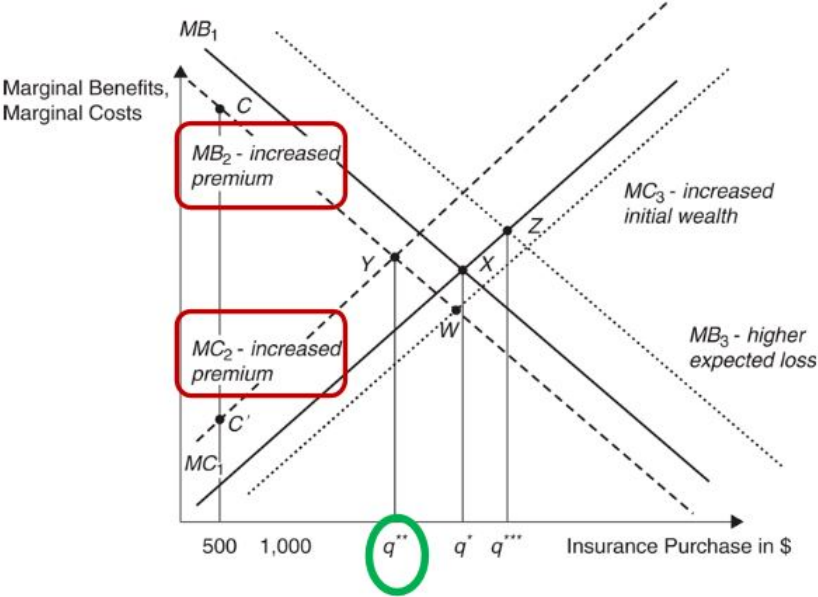 MB₁
Marginal Benefits,
Marginal Costs
C
MB₂ - increased
premium
MC₃ - increased
initial wealth
Z
Y
X
W
MB₃ - higher
expected loss
MC₂ - increased
premium
C'
MC₁
500 1,000 q** q* q*** Insurance Purchase in $